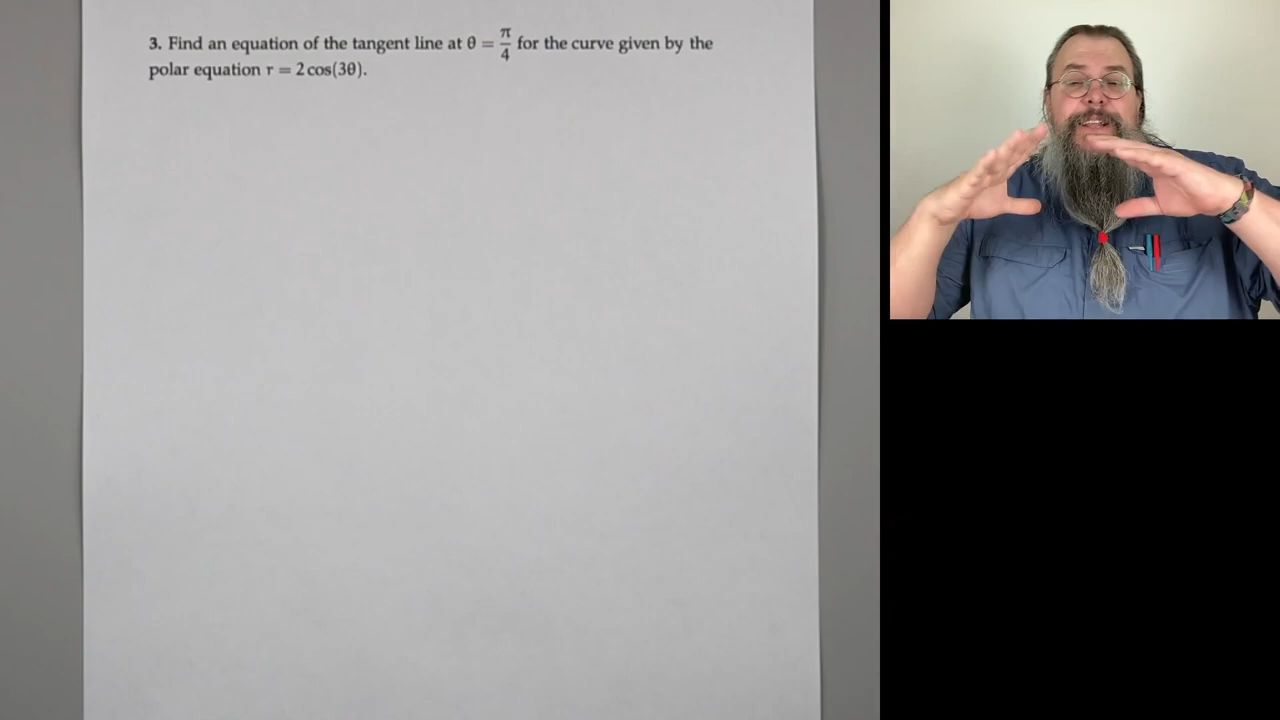 3. Find an equation of the tangent line at θ = π/4 for the curve given by the
polar equation r = 2 cos(3θ).